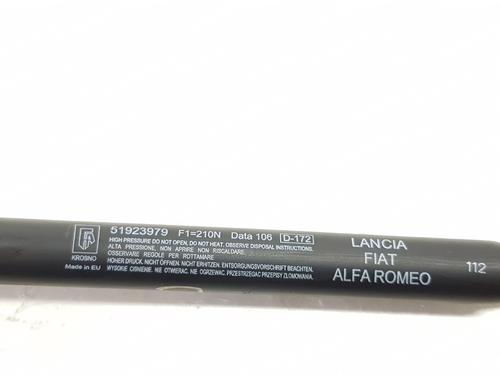 KROSNO
Made in EU
51923979 F1=210N Data 106 D-172
HIGH PRESSURE DO NOT OPEN, DO NOT HEAT, OBSERVE DISPOSAL INSTRUCTIONS.
ALTA PRESSIONE, NON APRIRE NON RISCALDARE
OSSERVARE REGOLE PER ROTTAMARE
HOHER DRUCK. NICHT ÖFFNEN. NICHT ERHITZEN. ENTSORGUNGSVORSCHRIFT BEACHTEN.
WYSOKIE CIŚNIENIE. NIE OTWIERAĆ. NIE OGRZEWAĆ. PRZESTRZEGAĆ PRZEPISY ZŁOMOWANIA.
LANCIA
FIAT
ALFA ROMEO
112